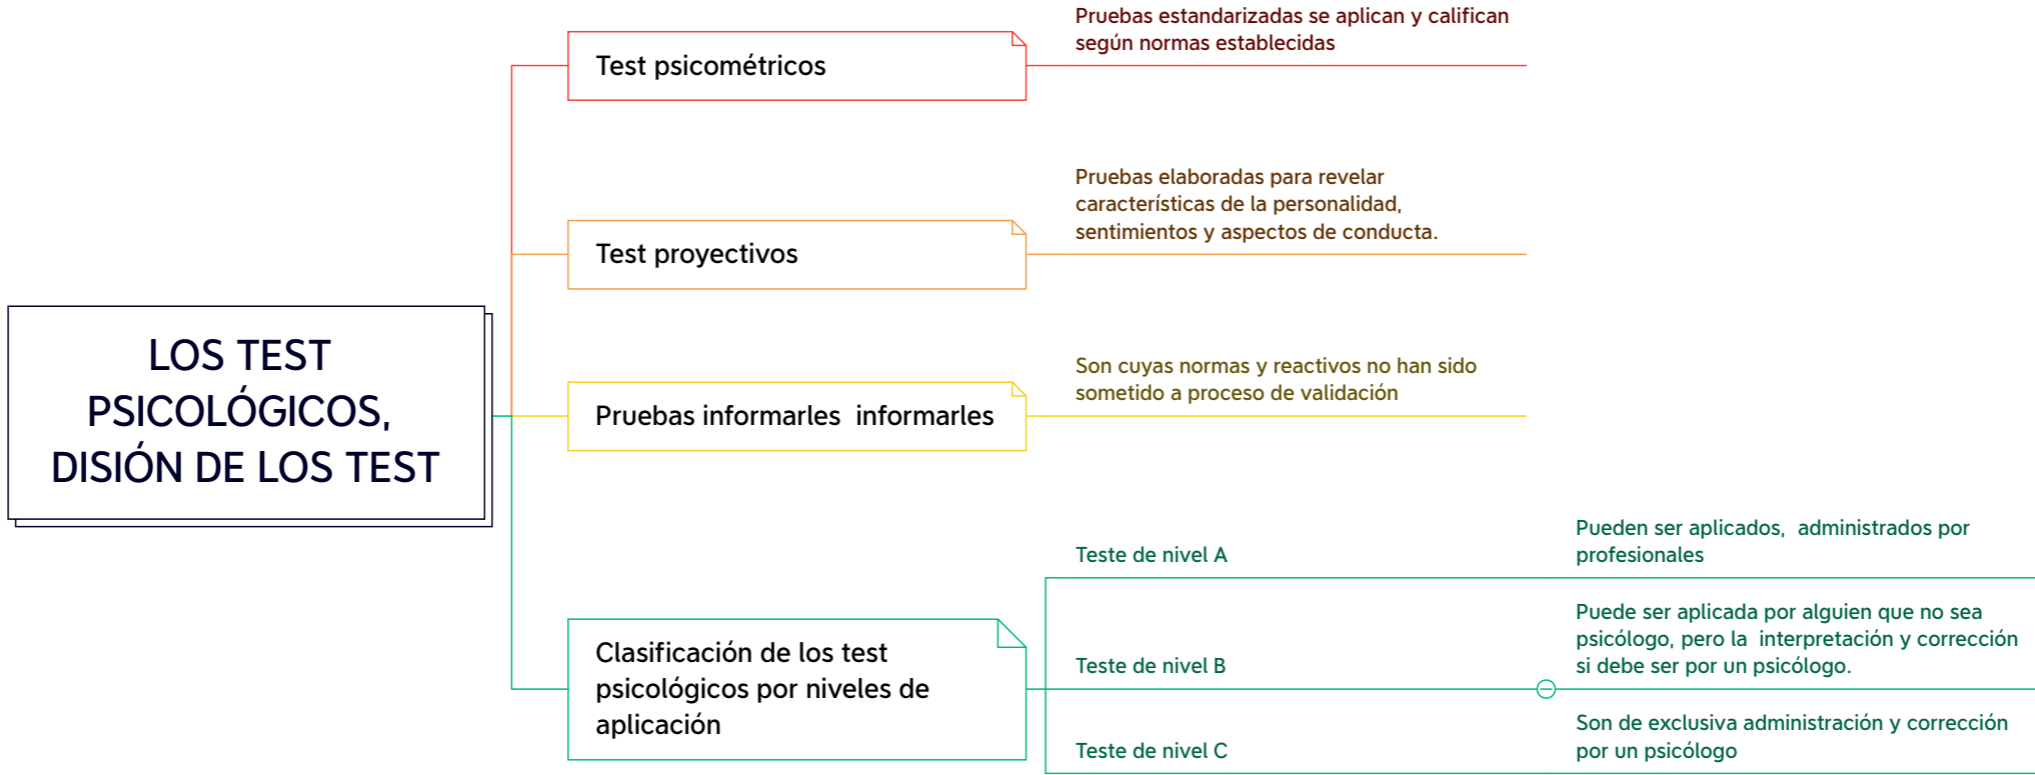 LOS TEST
PSICOLÓGICOS,
DISIÓN DE LOS TEST
Test psicométricos
Pruebas estandarizadas se aplican y califican
según normas establecidas
Test proyectivos
Pruebas elaboradas para revelar
características de la personalidad,
sentimientos y aspectos de conducta.
Pruebas informarles  informarles
Son cuyas normas y reactivos no han sido
sometido a proceso de validación
Clasificación de los test
psicológicos por niveles de
aplicación
Teste de nivel A
Pueden ser aplicados,  administrados por
profesionales
Teste de nivel B
Puede ser aplicada por alguien que no sea
psicólogo, pero la  interpretación y corrección
si debe ser por un psicólogo.
Teste de nivel C
Son de exclusiva administración y corrección
por un psicólogo